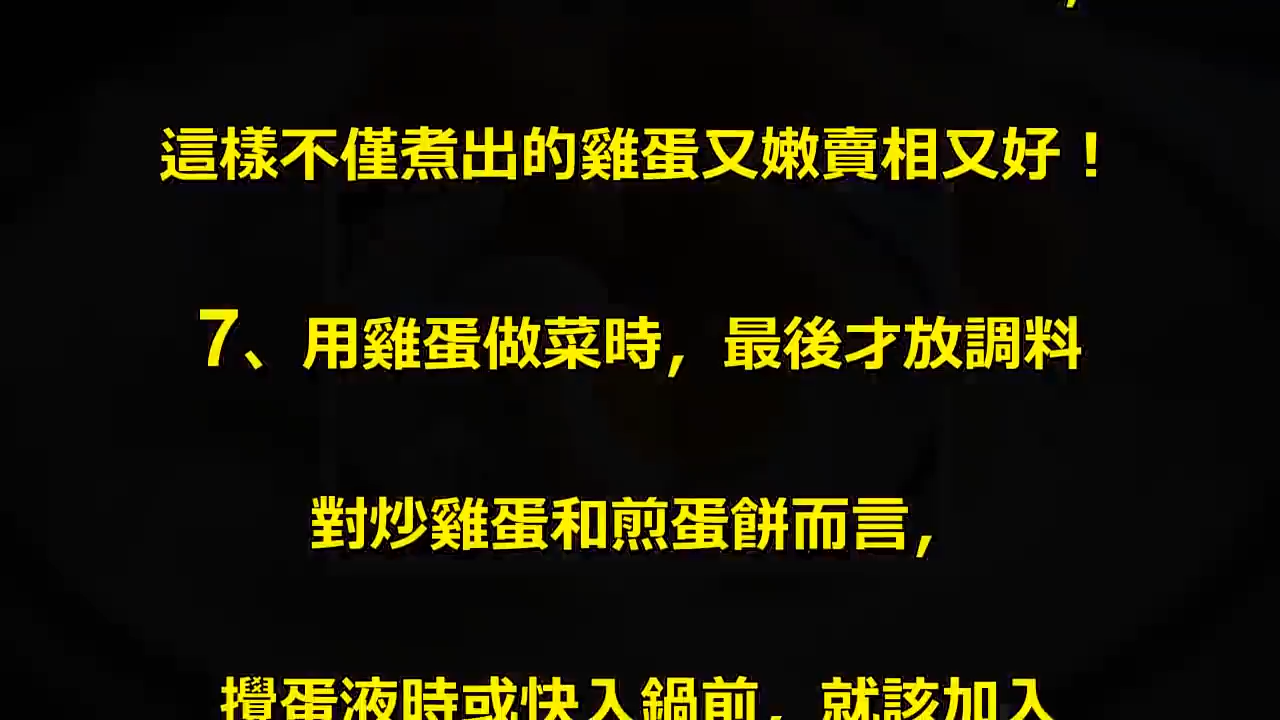 這樣不僅煮出的雞蛋又嫩賣相又好！
7、用雞蛋做菜時，最後才放調料
對炒雞蛋和煎蛋餅而言，
攪蛋液時或快入鍋前，就該加入